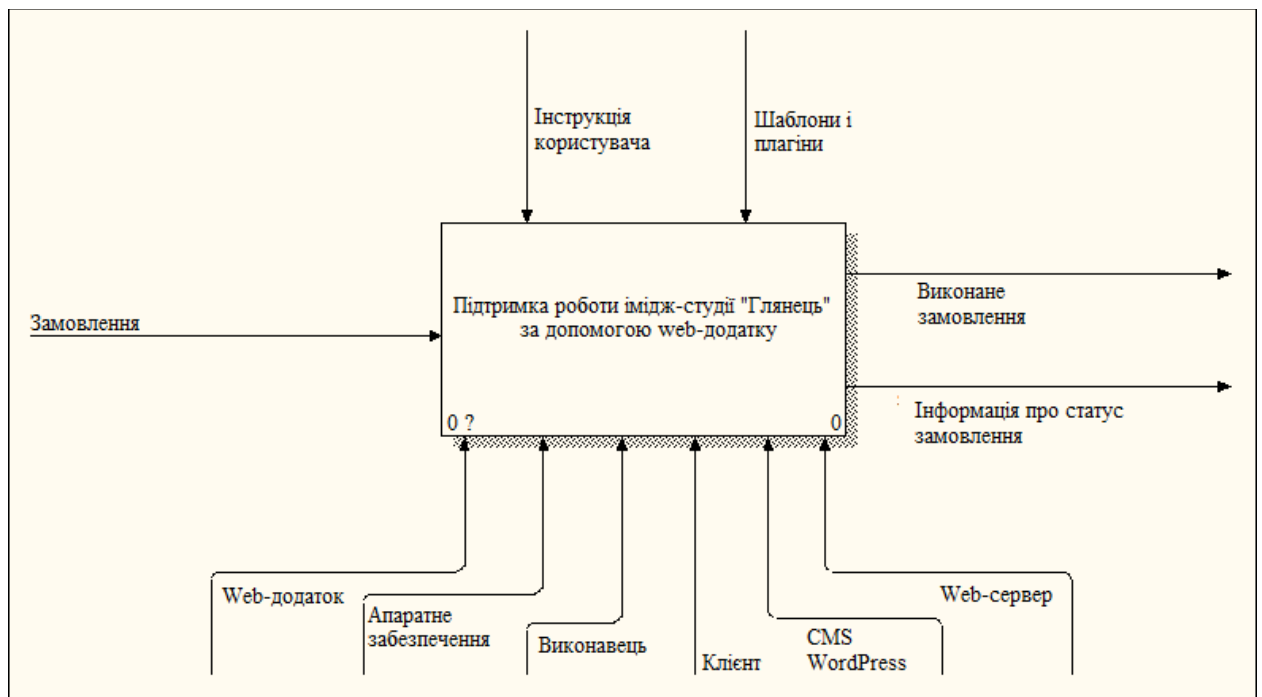 Інструкція
користувача
Шаблони і
плагіни
Підтримка роботи імідж-студії "Глянець"
за допомогою web-додатку
Замовлення
Виконане
замовлення
Інформація про статус
замовлення
0 ?
0
Web-додаток
Апаратне
забезпечення
Виконавець
Клієнт
CMS
WordPress
Web-сервер